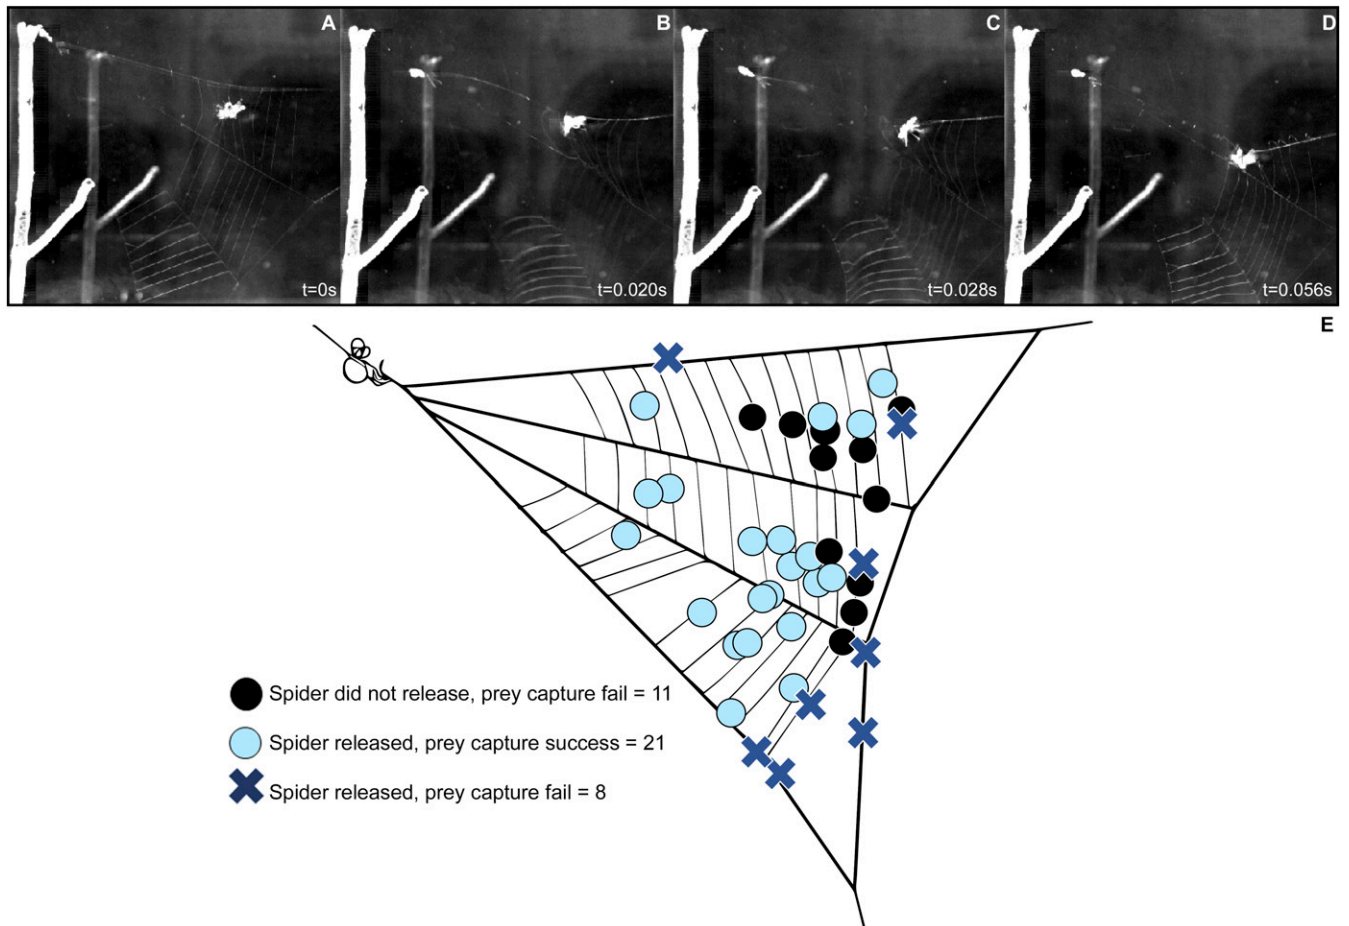 A
B
C
D
t=0s
t=0.020s
t=0.028s
t=0.056s
E
Spider did not release, prey capture fail = 11
Spider released, prey capture success = 21
Spider released, prey capture fail = 8